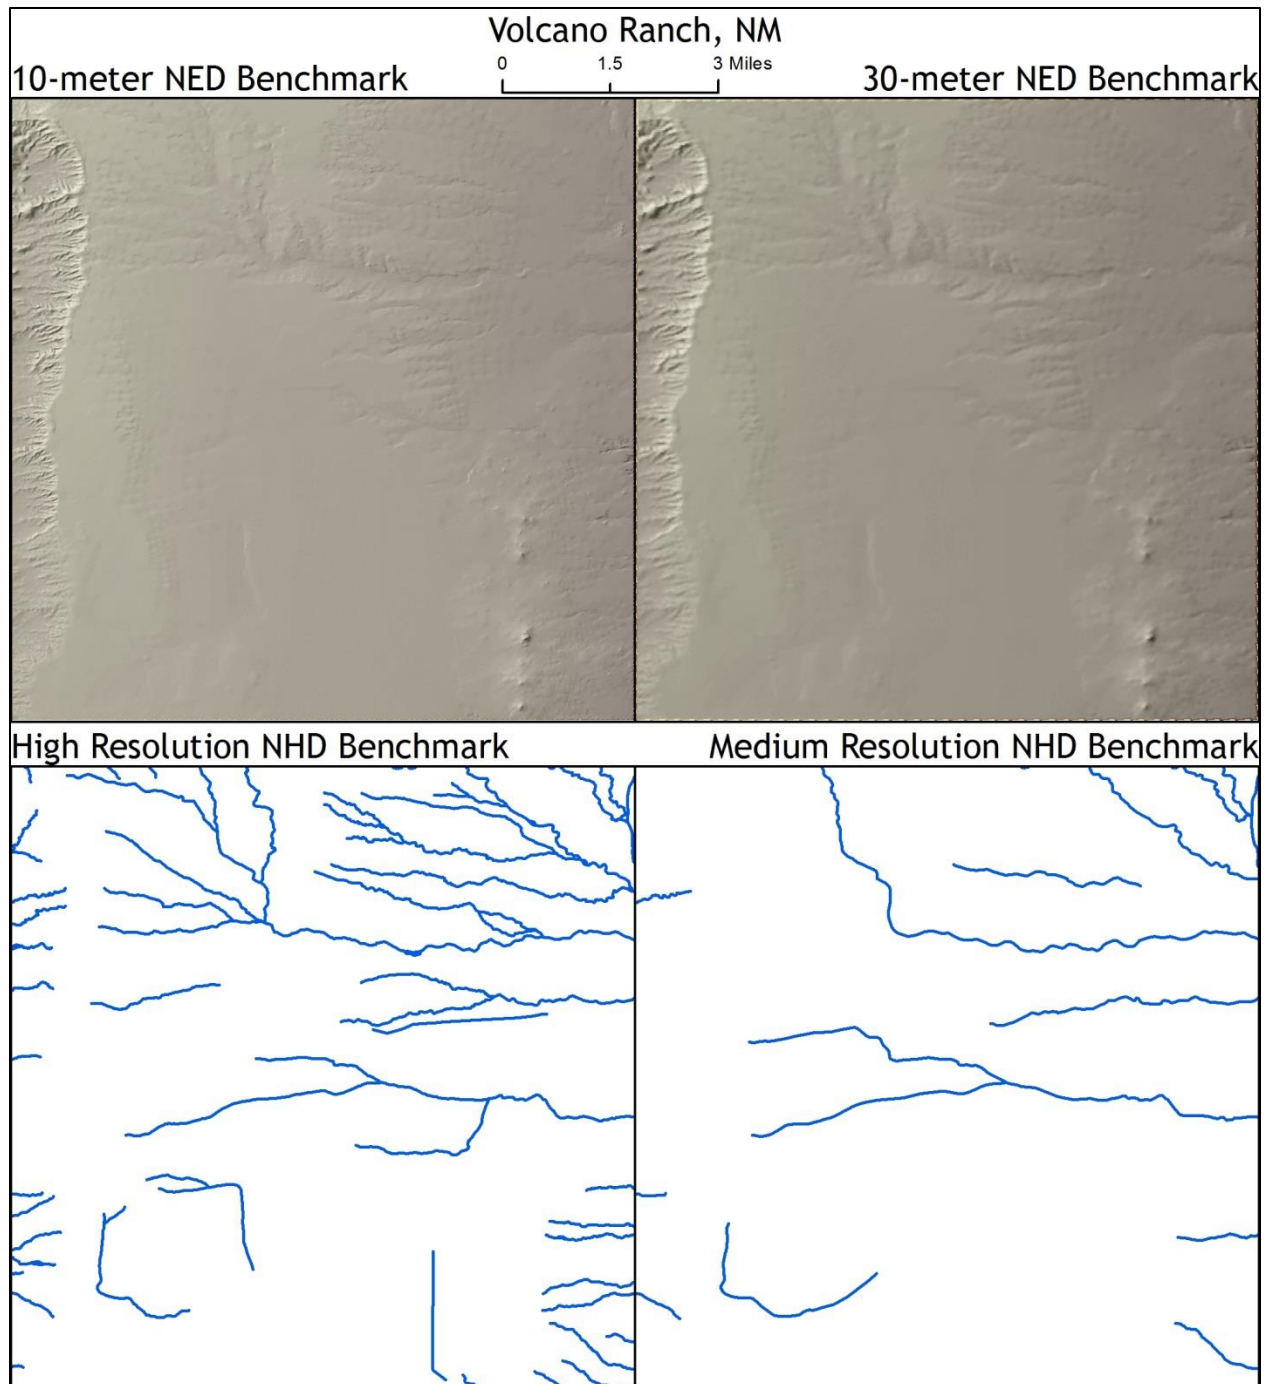 Volcano Ranch, NM
0 1.5 3 Miles
10-meter NED Benchmark
30-meter NED Benchmark
High Resolution NHD Benchmark
Medium Resolution NHD Benchmark